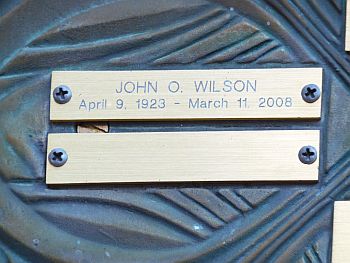 JOHN O. WILSON
April 9, 1923 - March 11, 2008